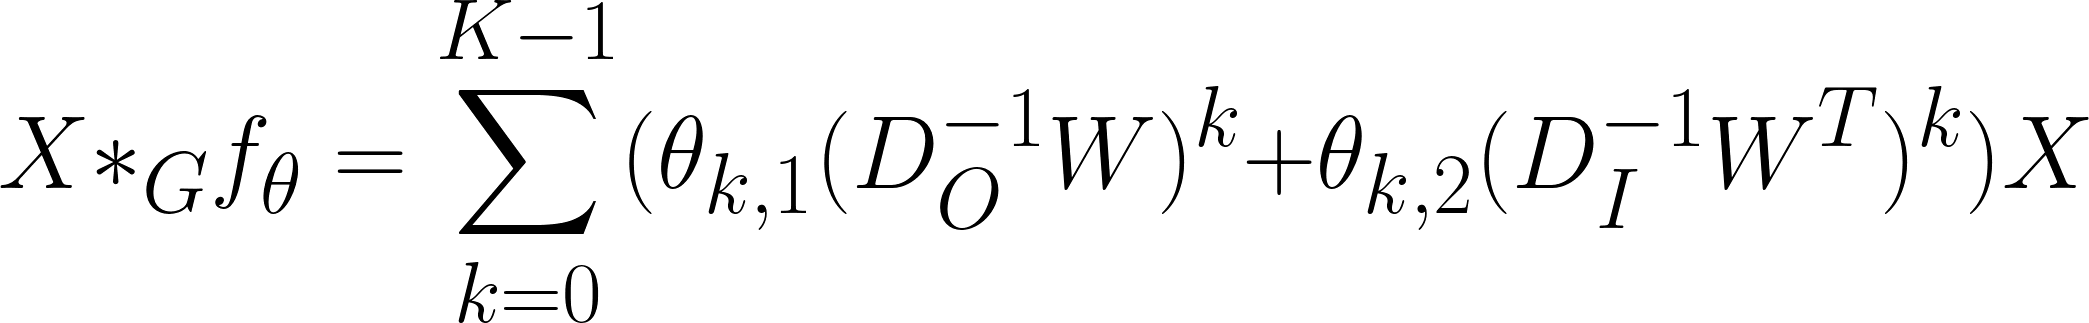 X *_G f_θ = \sum_{k=0}^{K-1} (θ_{k,1} (D_O^{-1} W)^k + θ_{k,2} (D_I^{-1} W^T)^k) X